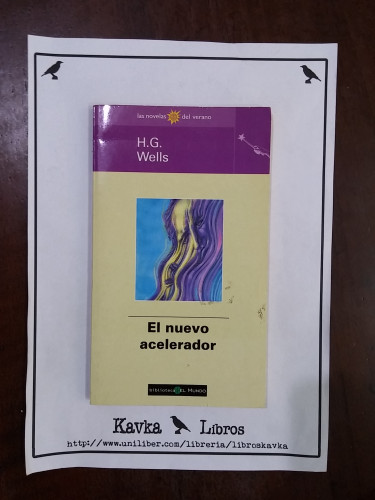 las novelas del verano
H.G.
Wells
El nuevo
acelerador
Biblioteca EL MUNDO
Kavka Libros
http://www.uniliber.com/libreria/libroskavka